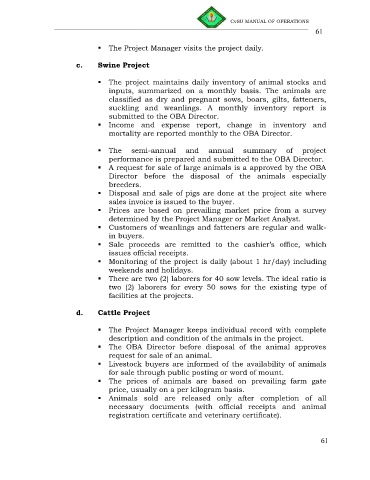 CvSU MANUAL OF OPERATIONS
61
▪ The Project Manager visits the project daily.
c. Swine Project
▪ The project maintains daily inventory of animal stocks and
inputs, summarized on a monthly basis. The animals are
classified as dry and pregnant sows, boars, gilts, fatteners,
suckling and weanlings. A monthly inventory report is
submitted to the OBA Director.
▪ Income and expense report, change in inventory and
mortality are reported monthly to the OBA Director.
▪ The semi-annual and annual summary of project
performance is prepared and submitted to the OBA Director.
▪ A request for sale of large animals is a approved by the OBA
Director before the disposal of the animals especially
breeders.
▪ Disposal and sale of pigs are done at the project site where
sales invoice is issued to the buyer.
▪ Prices are based on prevailing market price from a survey
determined by the Project Manager or Market Analyst.
▪ Customers of weanlings and fatteners are regular and walk-
in buyers.
▪ Sale proceeds are remitted to the cashier's office, which
issues official receipts.
▪ Monitoring of the project is daily (about 1 hr/day) including
weekends and holidays.
▪ There are two (2) laborers for 40 sow levels. The ideal ratio is
two (2) laborers for every 50 sows for the existing type of
facilities at the projects.
d. Cattle Project
▪ The Project Manager keeps individual record with complete
description and condition of the animals in the project.
▪ The OBA Director before disposal of the animal approves
request for sale of an animal.
▪ Livestock buyers are informed of the availability of animals
for sale through public posting or word of mount.
▪ The prices of animals are based on prevailing farm gate
price, usually on a per kilogram basis.
▪ Animals sold are released only after completion of all
necessary documents (with official receipts and animal
registration certificate and veterinary certificate).
61